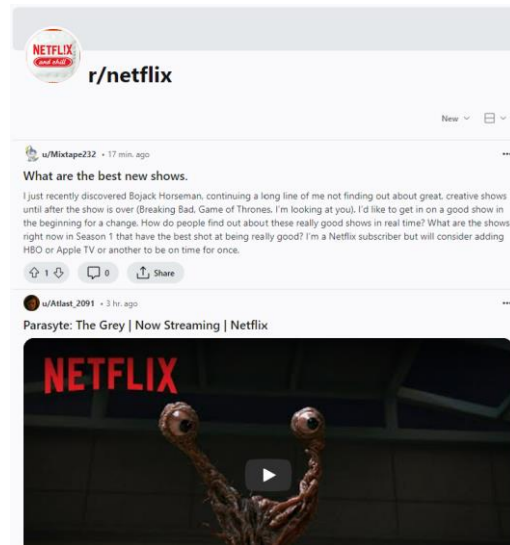 NETFLIX
and chill
r/netflix
New
u/Mixtape232 • 17 min. ago
What are the best new shows.
I just recently discovered Bojack Horseman, continuing a long line of me not finding out about great, creative shows
until after the show is over (Breaking Bad, Game of Thrones, I'm looking at you). I'd like to get in on a good show in
the beginning for a change. How do people find out about these really good shows in real time? What are the shows
right now in Season 1 that have the best shot at being really good? I'm a Netflix subscriber but will consider adding
HBO or Apple TV or another to be on time for once.
1
0
Share
u/Atlast_2091 • 3 hr. ago
Parasyte: The Grey | Now Streaming | Netflix
NETFLIX